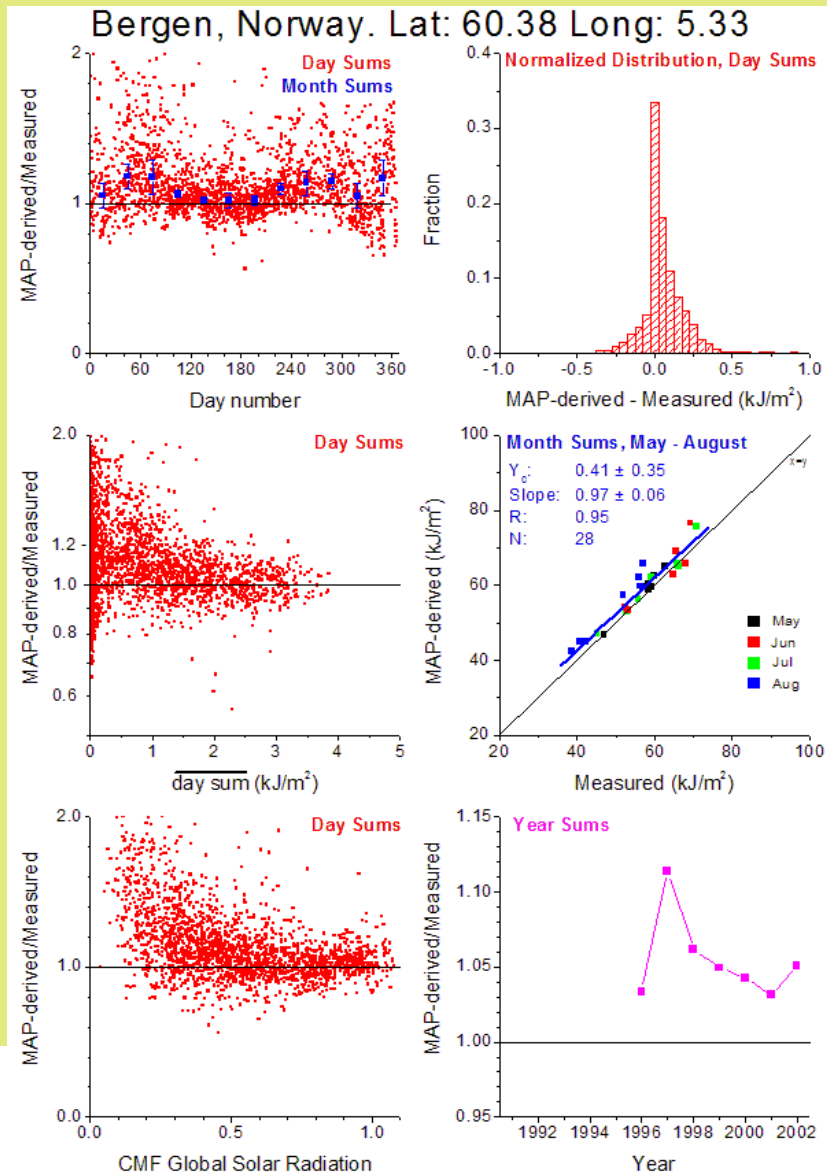 Bergen, Norway. Lat: 60.38 Long: 5.33
Day Sums
Month Sums
2
1
2
MAP-derived/Measured
0 60 120 180 240 300 360
Day number
Normalized Distribution, Day Sums
0.4
0.3
0.2
0.1
0.0
Fraction
-1.0 -0.5 0.0 0.5 1.0
MAP-derived - Measured (kJ/m²)
Day Sums
2.0
1.2
1.0
0.8
0.6
MAP-derived/Measured
0 1 2 3 4 5
day sum (kJ/m²)
Month Sums, May - August
Y₀: 0.41 ± 0.35
Slope: 0.97 ± 0.06
R: 0.95
N: 28
x=y
May
Jun
Jul
Aug
100
80
60
40
20
MAP-derived (kJ/m²)
20 40 60 80 100
Measured (kJ/m²)
Day Sums
2.0
1.0
0.0
MAP-derived/Measured
0.0 0.5 1.0
CMF Global Solar Radiation
Year Sums
1.15
1.10
1.05
1.00
0.95
MAP-derived/Measured
1992 1994 1996 1998 2000 2002
Year